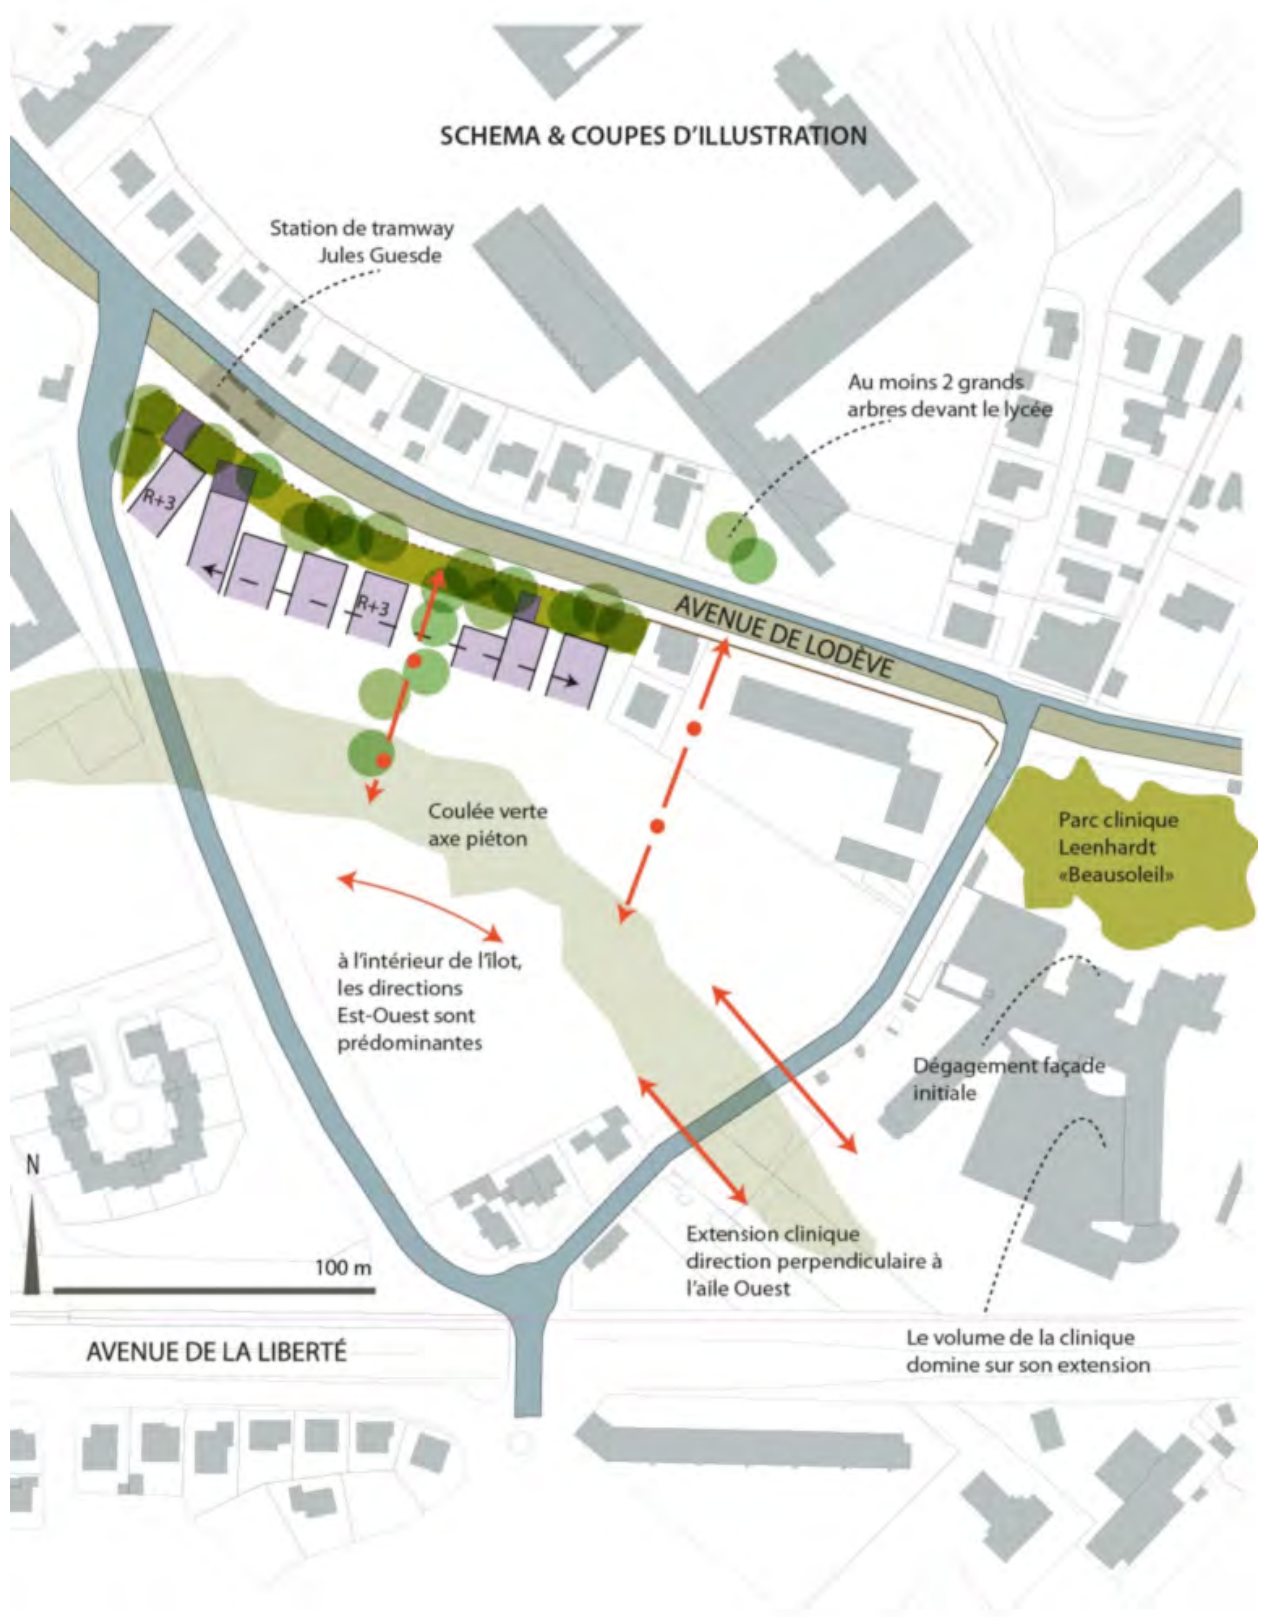 SCHEMA & COUPES D'ILLUSTRATION
Station de tramway
Jules Guesde
Au moins 2 grands
arbres devant le lycée
R+3
R+3
AVENUE DE LODÈVE
Coulée verte
axe piéton
Parc clinique
Leenhardt
«Beausoleil»
à l'intérieur de l'îlot,
les directions
Est-Ouest sont
prédominantes
Dégagement façade
initiale
N
100 m
Extension clinique
direction perpendiculaire à
l'aile Ouest
AVENUE DE LA LIBERTÉ
Le volume de la clinique
domine sur son extension